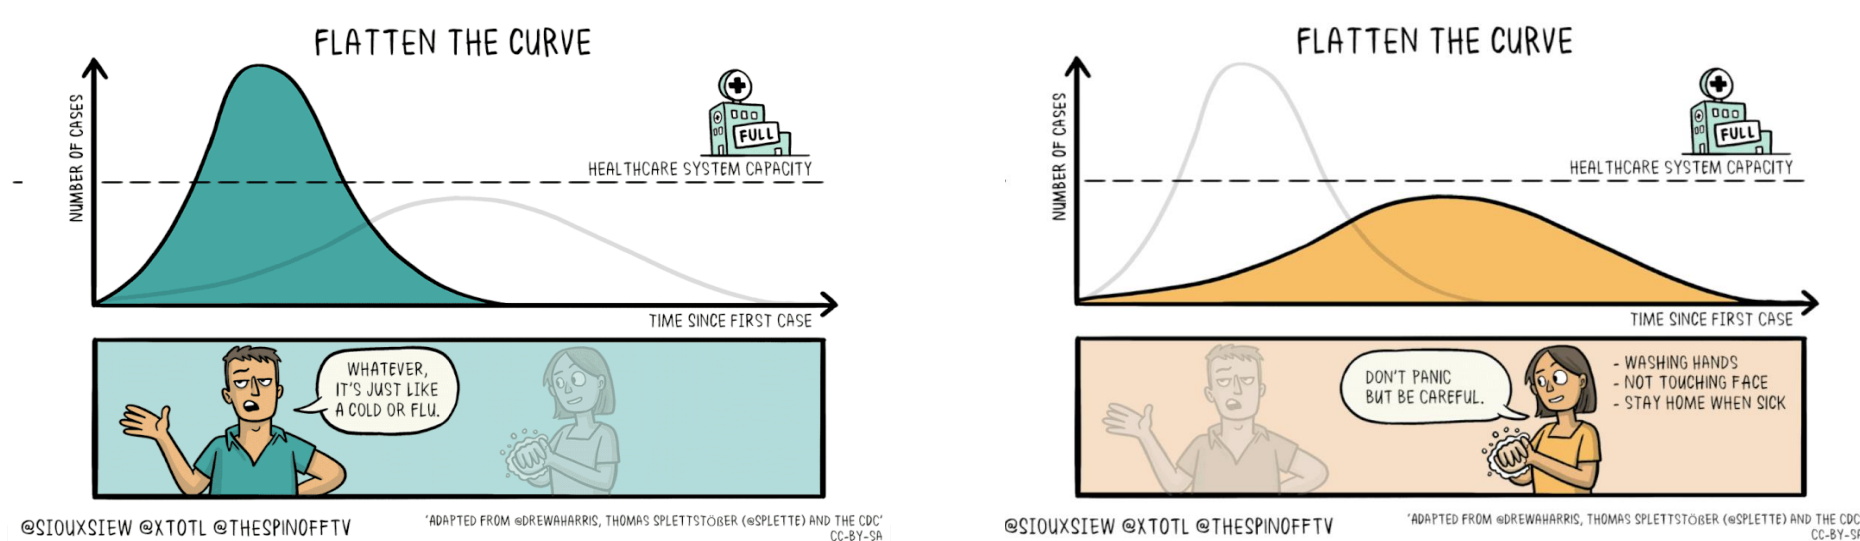 FLATTEN THE CURVE
NUMBER OF CASES
FULL
HEALTHCARE SYSTEM CAPACITY
TIME SINCE FIRST CASE
WHATEVER,
IT'S JUST LIKE
A COLD OR FLU.
@SIOUXSIEW @XTOTL @THESPINOFFTV
'ADAPTED FROM @DREWAHARRIS, THOMAS SPLETTSTÖßER (@SPLETTE) AND THE CDC'
CC-BY-SA
FLATTEN THE CURVE
NUMBER OF CASES
FULL
HEALTHCARE SYSTEM CAPACITY
TIME SINCE FIRST CASE
DON'T PANIC
BUT BE CAREFUL.
- WASHING HANDS
- NOT TOUCHING FACE
- STAY HOME WHEN SICK
@SIOUXSIEW @XTOTL @THESPINOFFTV
'ADAPTED FROM @DREWAHARRIS, THOMAS SPLETTSTÖßER (@SPLETTE) AND THE CDC
CC-BY-SA